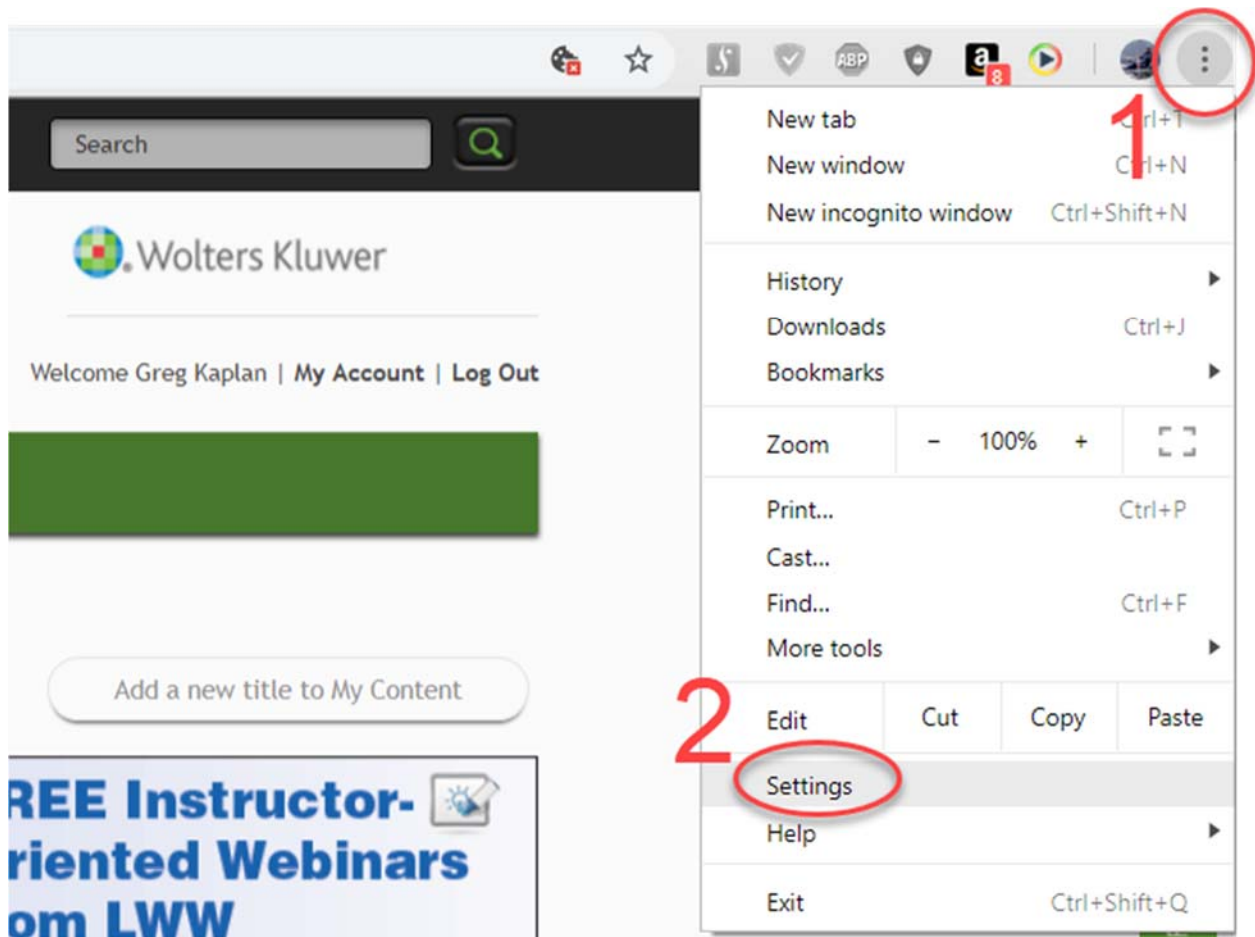 ABP
a
8
1
Search
Wolters Kluwer
Welcome Greg Kaplan | My Account | Log Out
Add a new title to My Content
REE Instructor-
riented Webinars
om LWW
New tab Ctrl+T
New window Ctrl+N
New incognito window Ctrl+Shift+N
History
Downloads Ctrl+J
Bookmarks
Zoom - 100% +
Print... Ctrl+P
Cast...
Find... Ctrl+F
More tools
2
Edit Cut Copy Paste
Settings
Help
Exit Ctrl+Shift+Q